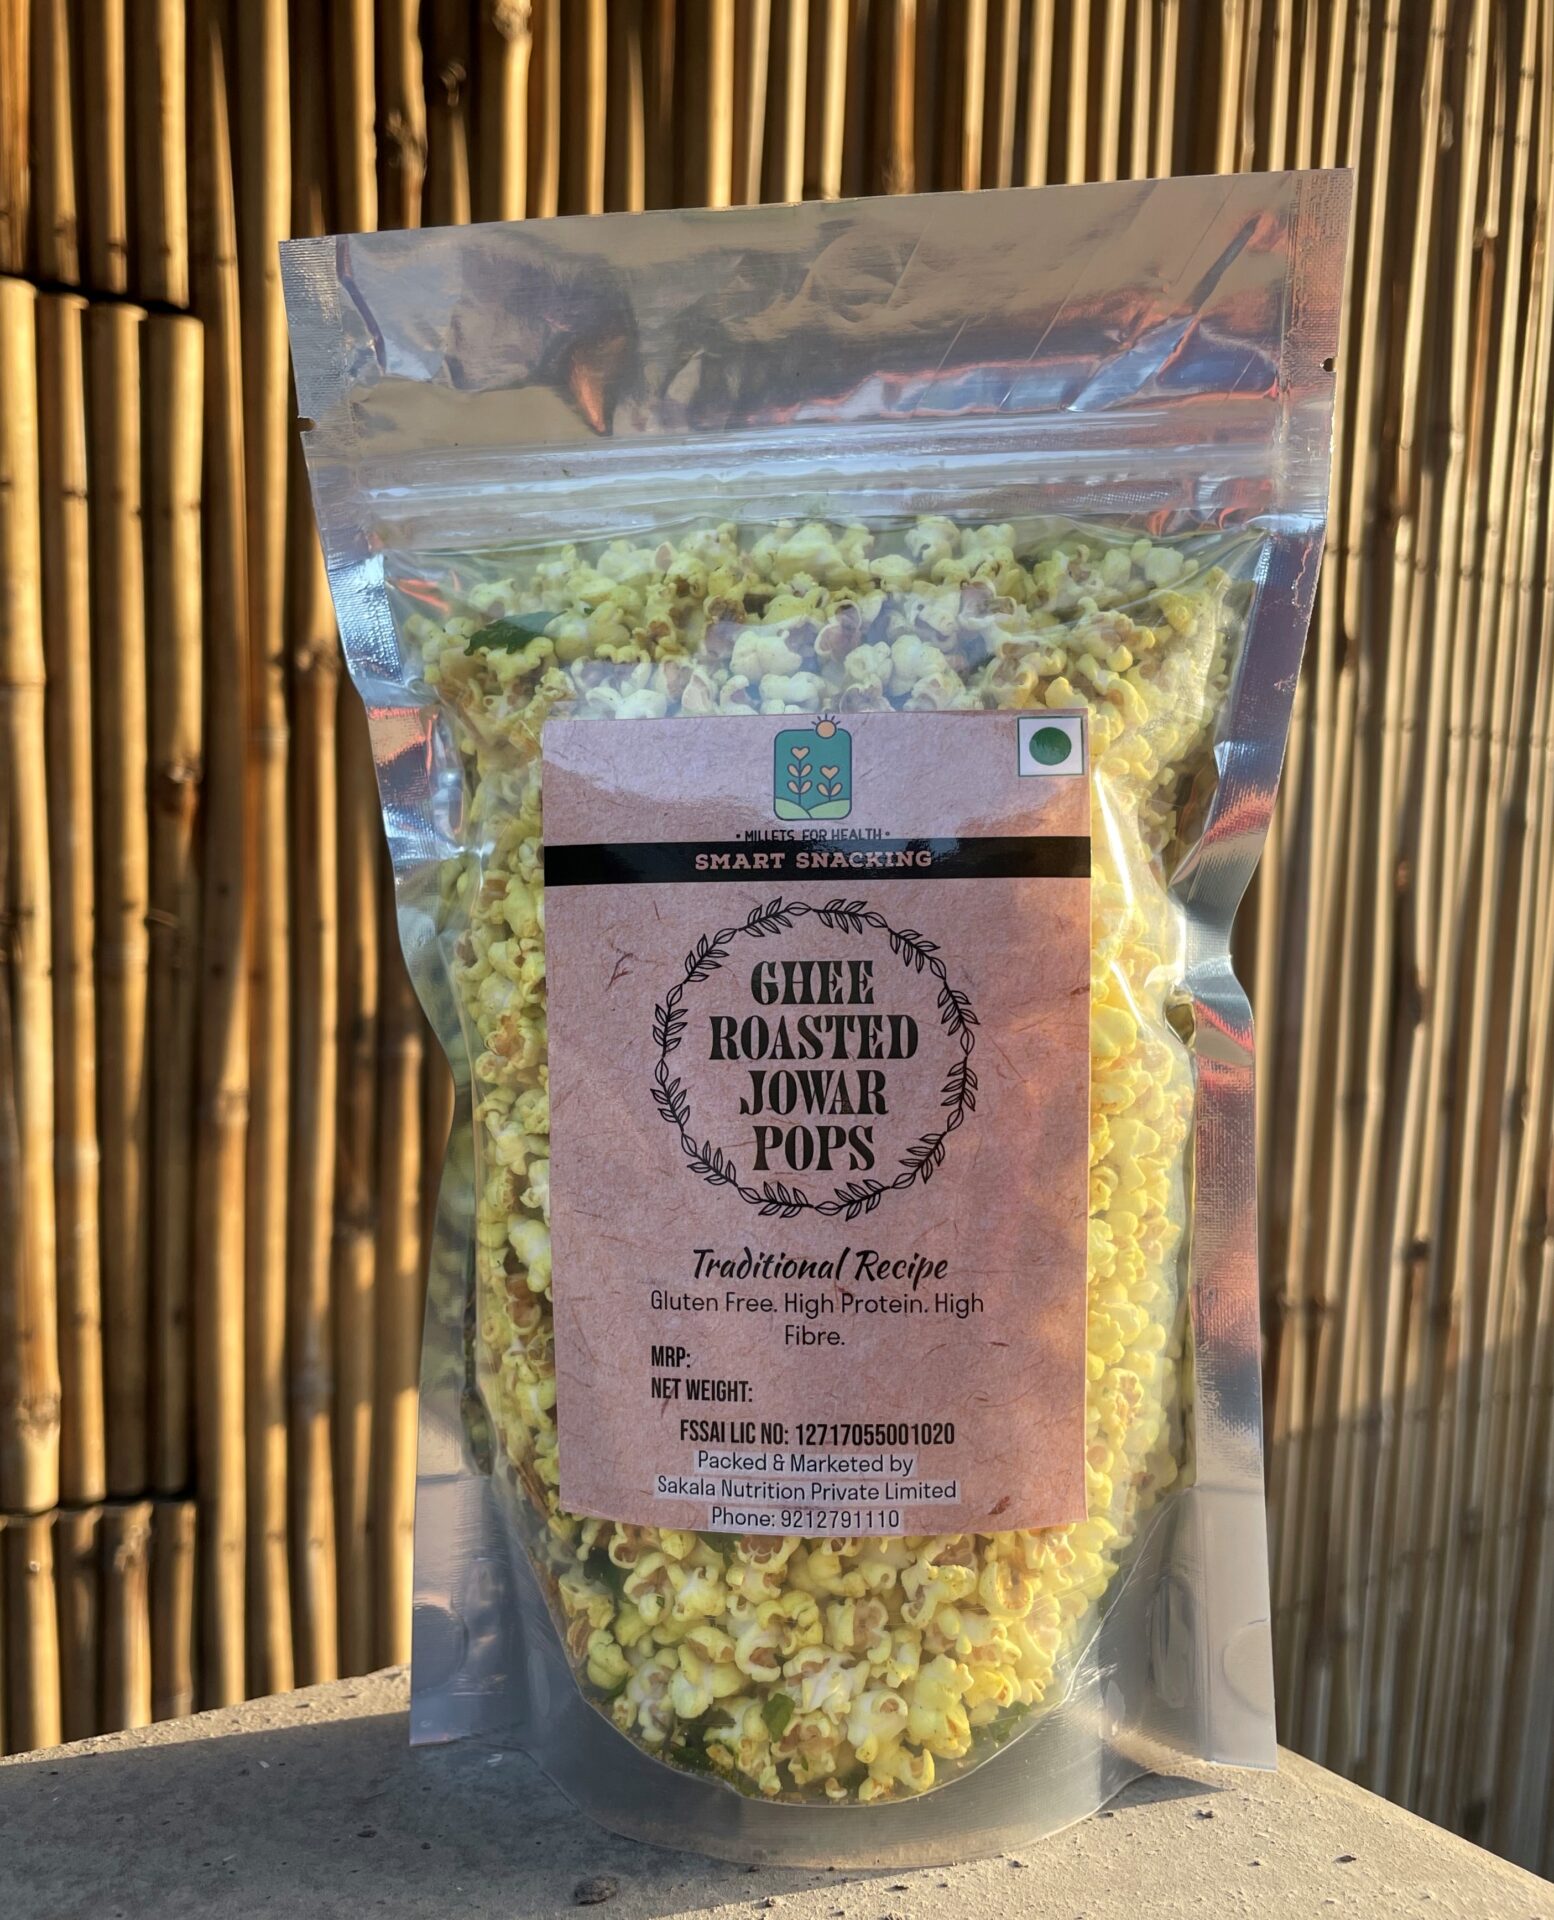 • MILLETS FOR HEALTH •
SMART SNACKING
GHEE
ROASTED
JOWAR
POPS
Traditional Recipe
Gluten Free. High Protein. High
Fibre.
MRP:
NET WEIGHT:
FSSAI LIC NO: 12717055001020
Packed & Marketed by
Sakala Nutrition Private Limited
Phone: 9212791110